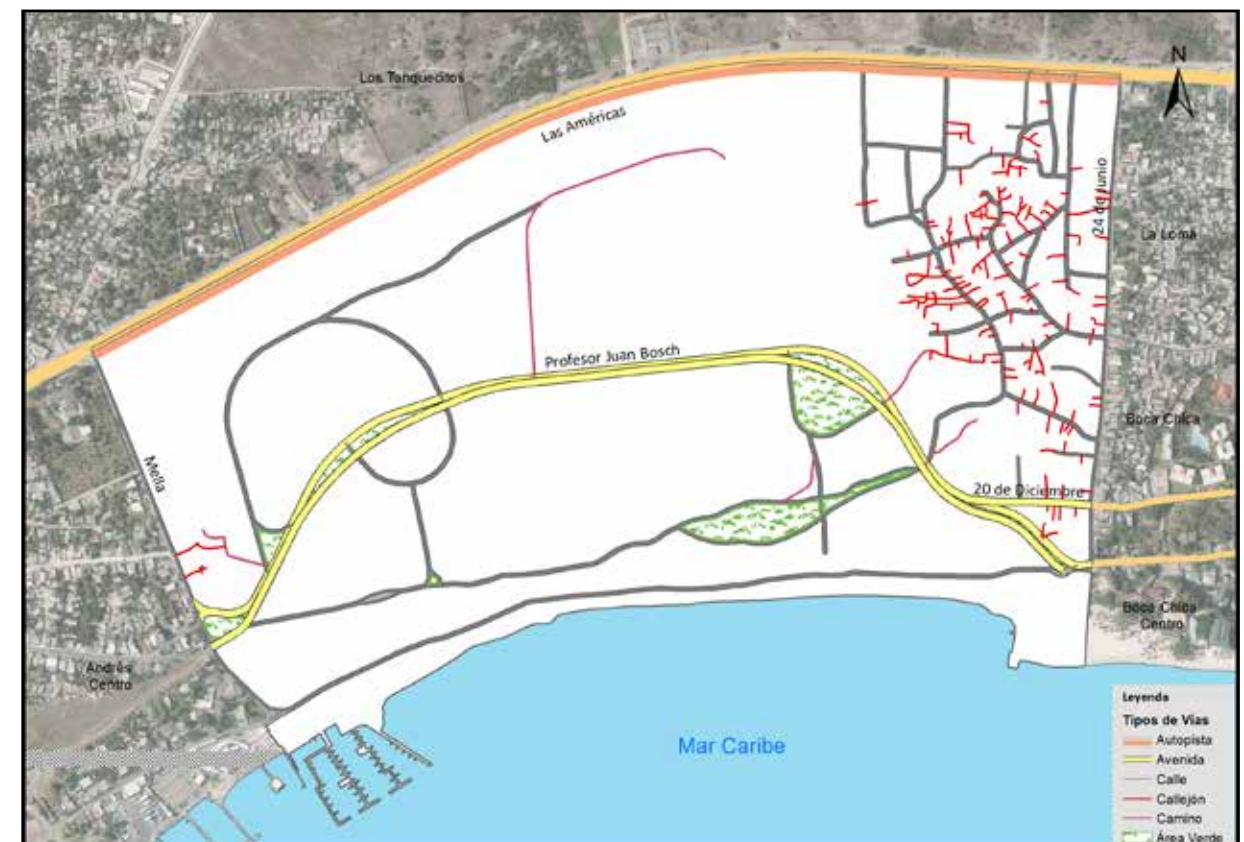 N
Los Tanquecitos
Las Américas
24 de Junio
La Loma
Profesor Juan Bosch
Boca Chica
Mella
20 de Diciembre
Boca Chica
Centro
Andrés
Centro
Mar Caribe
Leyenda
Tipos de Vías
Autopista
Avenida
Calle
Callejón
Camino
Área Verde